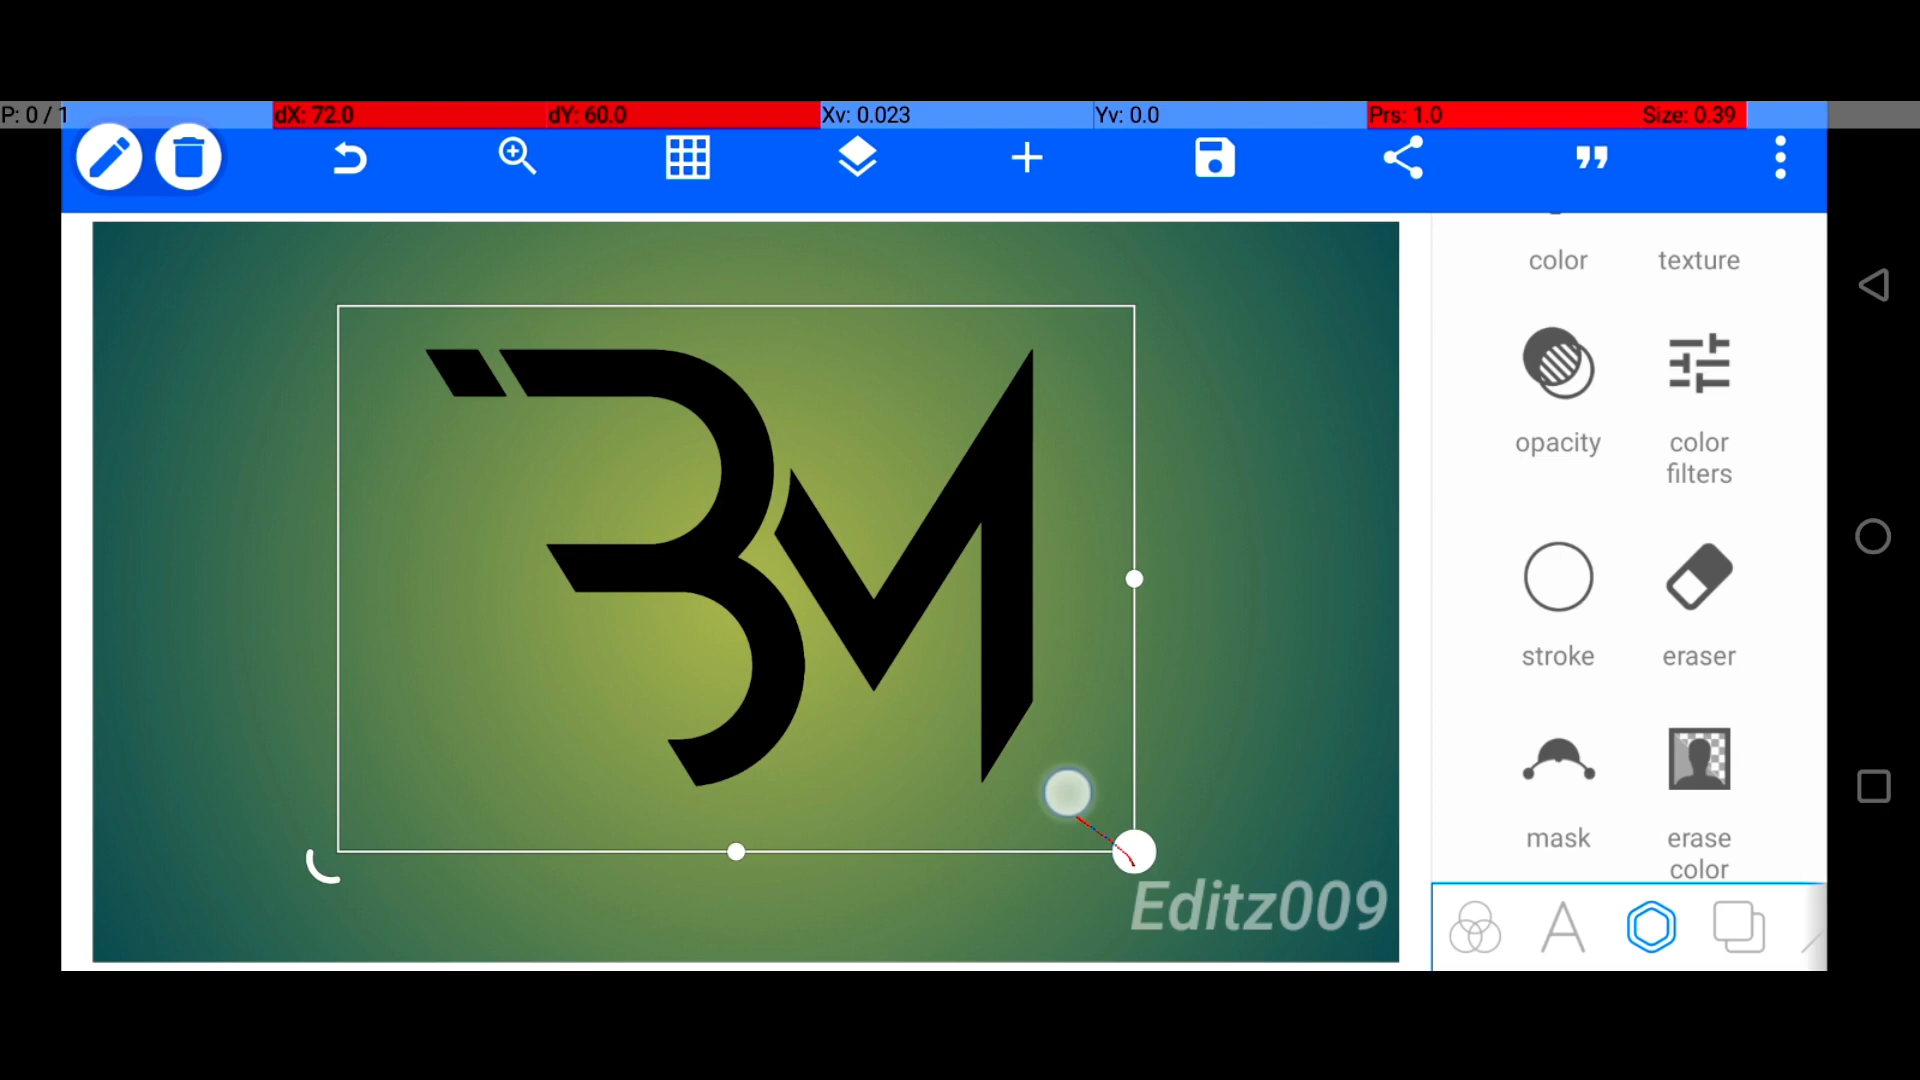 P: 0 / 1 dX: 72.0 dY: 60.0 Xv: 0.023 Yv: 0.0 Prs: 1.0 Size: 0.39
color texture
opacity color
filters
stroke eraser
mask erase
color
BM
Editz009